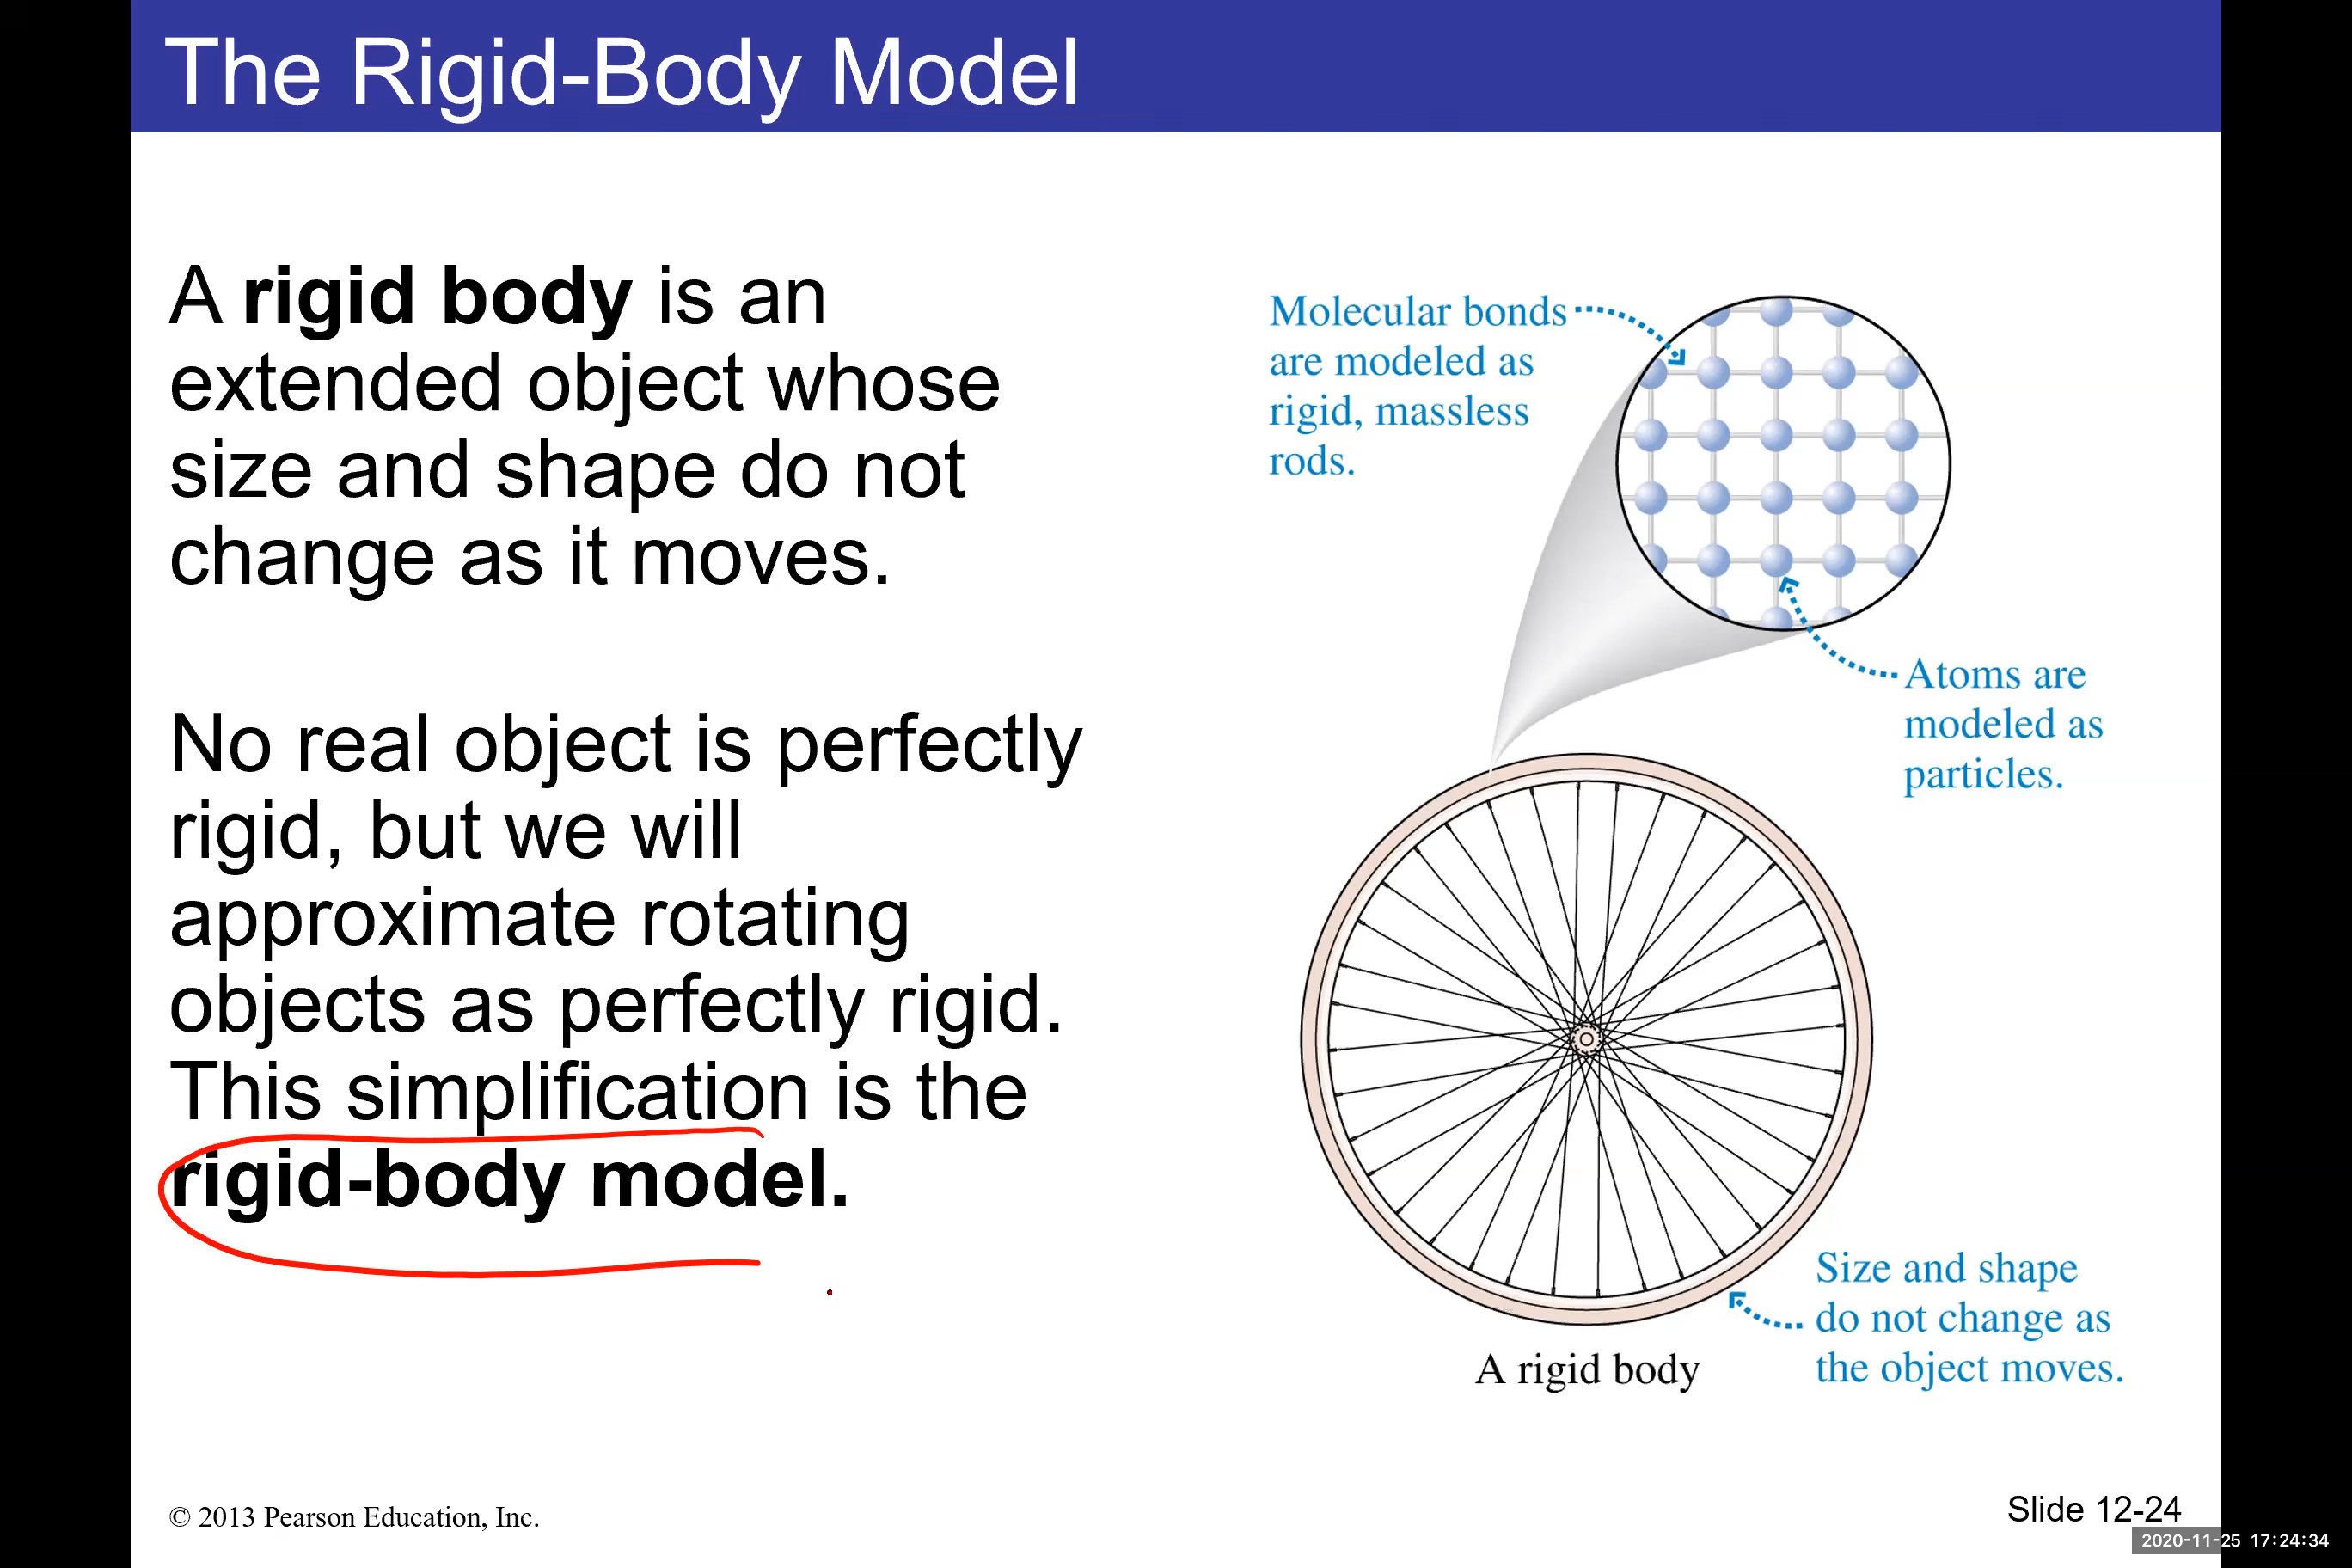 The Rigid-Body Model
A rigid body is an
extended object whose
size and shape do not
change as it moves.
No real object is perfectly
rigid, but we will
approximate rotating
objects as perfectly rigid.
This simplification is the
rigid-body model.
Molecular bonds
are modeled as
rigid, massless
rods.
Atoms are
modeled as
particles.
Size and shape
do not change as
the object moves.
A rigid body
© 2013 Pearson Education, Inc.
Slide 12-24
2020-11-25 17:24:34